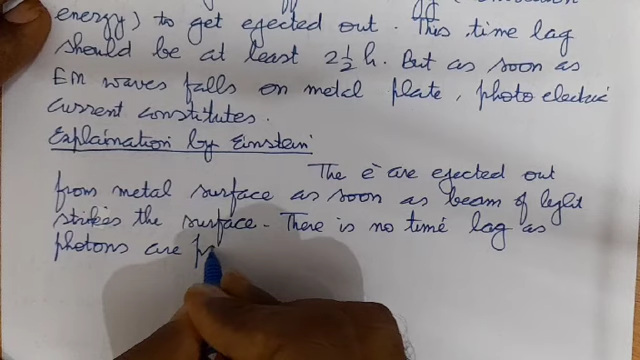 energy) to get ejected out. This time lag
should be at least 2 1/2 h. But as soon as
EM waves falls on metal plate, photo electric
current constitutes.
Explaination by Einstein
The e⁻ are ejected out
from metal surface as soon as beam of light
strikes the surface - There is no time lag as
photons are